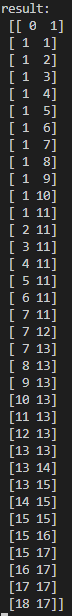 result:
 [[ 0  1]
 [ 1  1]
 [ 1  2]
 [ 1  3]
 [ 1  4]
 [ 1  5]
 [ 1  6]
 [ 1  7]
 [ 1  8]
 [ 1  9]
 [ 1 10]
 [ 1 11]
 [ 2 11]
 [ 3 11]
 [ 4 11]
 [ 5 11]
 [ 6 11]
 [ 7 11]
 [ 7 12]
 [ 7 13]
 [ 8 13]
 [ 9 13]
 [10 13]
 [11 13]
 [12 13]
 [13 13]
 [13 14]
 [13 15]
 [14 15]
 [15 15]
 [15 16]
 [15 17]
 [16 17]
 [17 17]
 [18 17]]